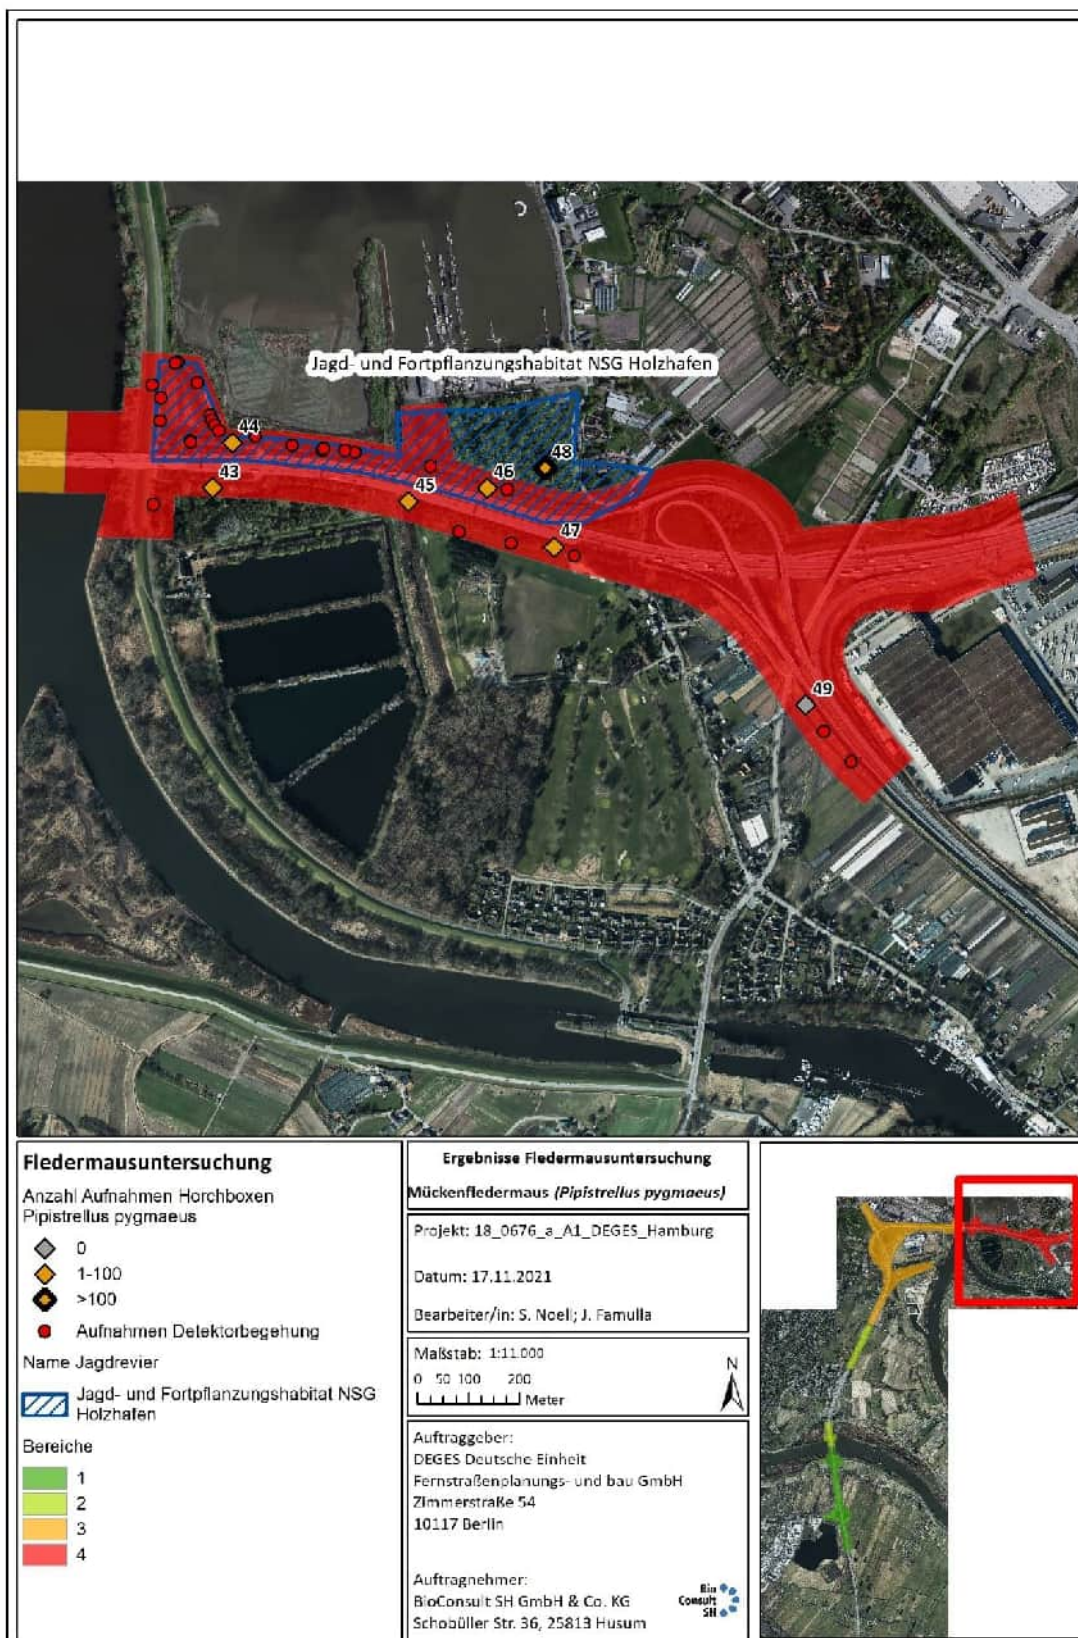 Jagd- und Fortpflanzungshabitat NSG Holzhafen
44
48
43
46
45
47
49
Fledermausuntersuchung
Anzahl Aufnahmen Horchboxen
Pipistrellus pygmaeus
0
1-100
>100
Aufnahmen Detektorbegehung
Name Jagdrevier
Jagd- und Fortpflanzungshabitat NSG
Holzhafen
Bereiche
1
2
3
4
Ergebnisse Fledermausuntersuchung
Mückenfledermaus (Pipistrellus pygmaeus)
Projekt: 18_0676_a_A1_DEGES_Hamburg
Datum: 17.11.2021
Bearbeiter/in: S. Noell; J. Famulla
Maßstab: 1:11.000
0 50 100 200
Meter
N
Auftraggeber:
DEGES Deutsche Einheit
Fernstraßenplanungs- und bau GmbH
Zimmerstraße 54
10117 Berlin
Auftragnehmer:
BioConsult SH GmbH & Co. KG
Schobüller Str. 36, 25813 Husum
Bio
Consult
SH